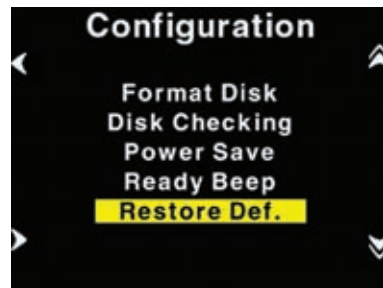 Configuration
Format Disk
Disk Checking
Power Save
Ready Beep
Restore Def.